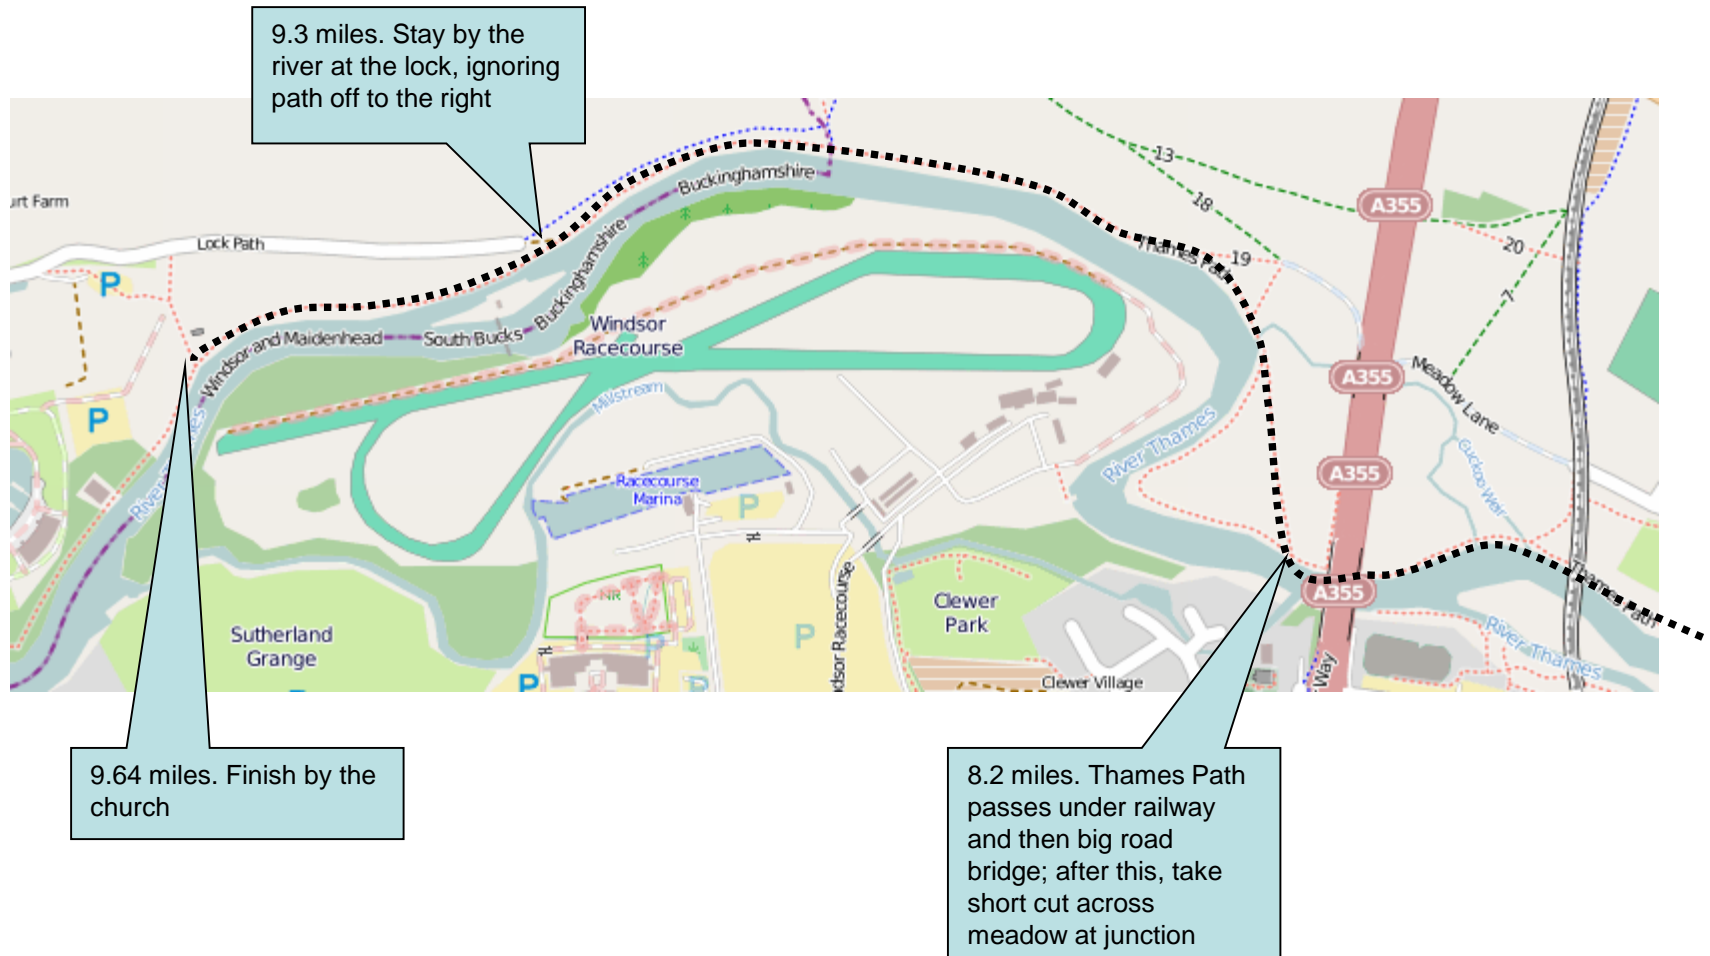 9.3 miles. Stay by the
river at the lock, ignoring
path off to the right
urt Farm
Lock Path
P
P
Buckinghamshire
Buckinghamshire
South Bucks
Windsor and Maidenhead
Windsor
Racecourse
Millstream
Racecourse
Marina
P
13
18
19
20
7
Thames Path
A355
A355
A355
A355
Meadow Lane
Cuckoo Weir
River Thames
River Thames
Thames Path
Sutherland
Grange
NR
P
P
P
P
P
dsor Racecourse
Clewer
Park
Clewer Village
Way
9.64 miles. Finish by the
church
8.2 miles. Thames Path
passes under railway
and then big road
bridge; after this, take
short cut across
meadow at junction